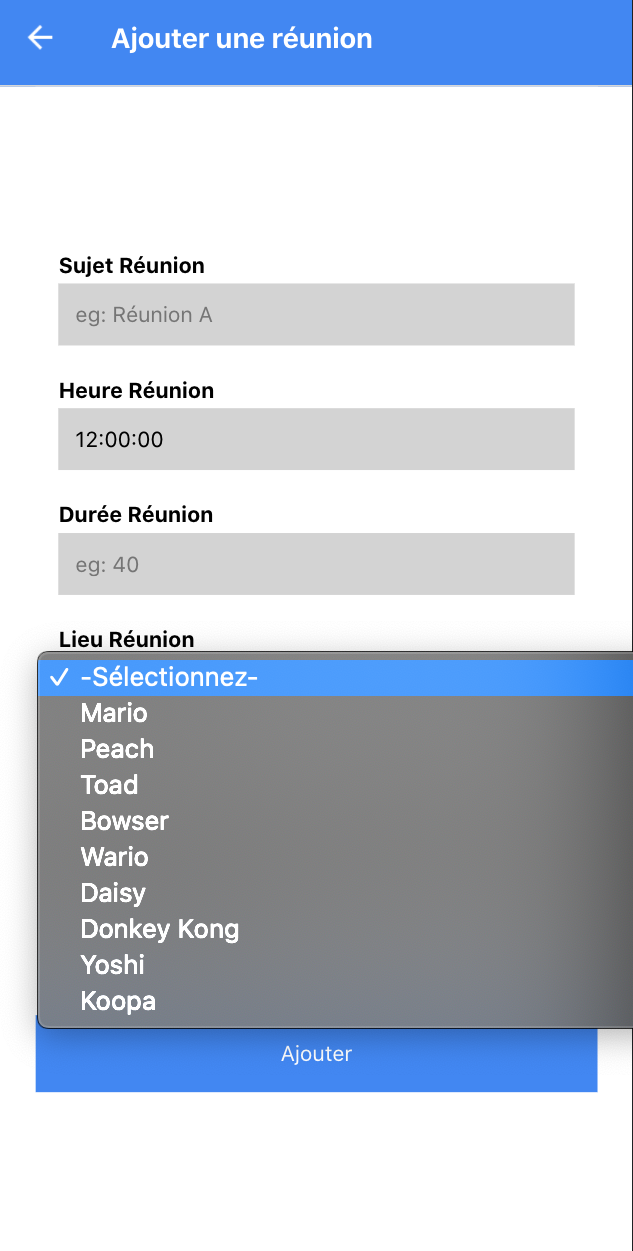 Ajouter une réunion
Sujet Réunion
eg: Réunion A
Heure Réunion
12:00:00
Durée Réunion
eg: 40
Lieu Réunion
-Sélectionnez-
Mario
Peach
Toad
Bowser
Wario
Daisy
Donkey Kong
Yoshi
Koopa
Ajouter